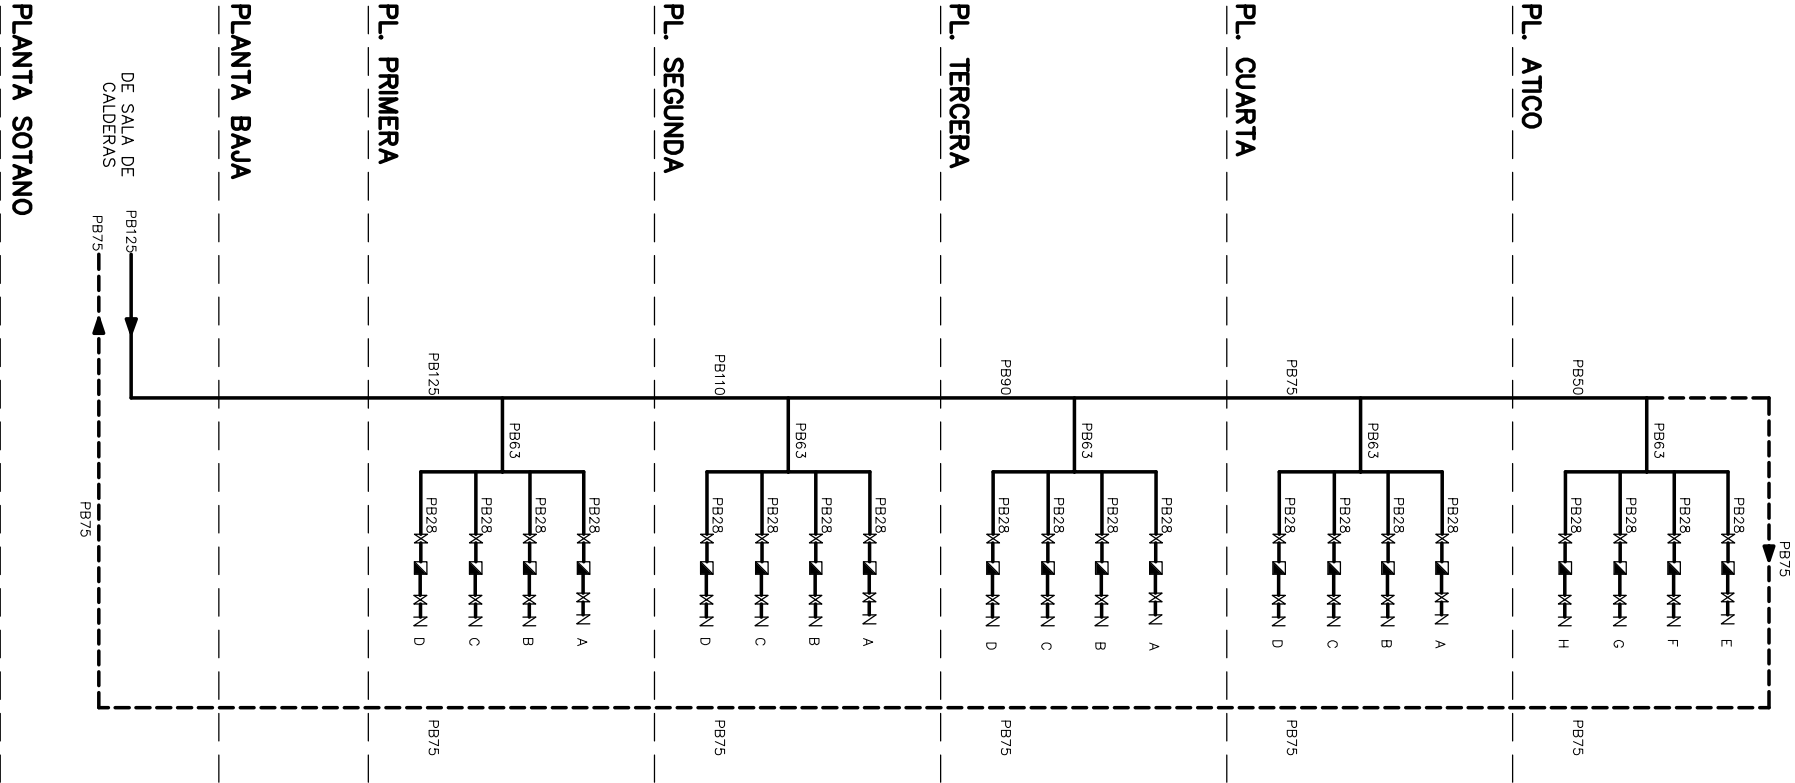 PL. ATICO
PB50
PB63
PB28
PB28
PB28
PB28
E
F
G
H
PB75
PB75
PL. CUARTA
PB75
PB63
PB28
PB28
PB28
PB28
A
B
C
D
PB75
PL. TERCERA
PB90
PB63
PB28
PB28
PB28
PB28
A
B
C
D
PB75
PL. SEGUNDA
PB110
PB63
PB28
PB28
PB28
PB28
A
B
C
D
PB75
PL. PRIMERA
PB125
PB63
PB28
PB28
PB28
PB28
A
B
C
D
PB75
PLANTA BAJA
DE SALA DE
CALDERAS
PB125
PB75
PB75
PLANTA SOTANO